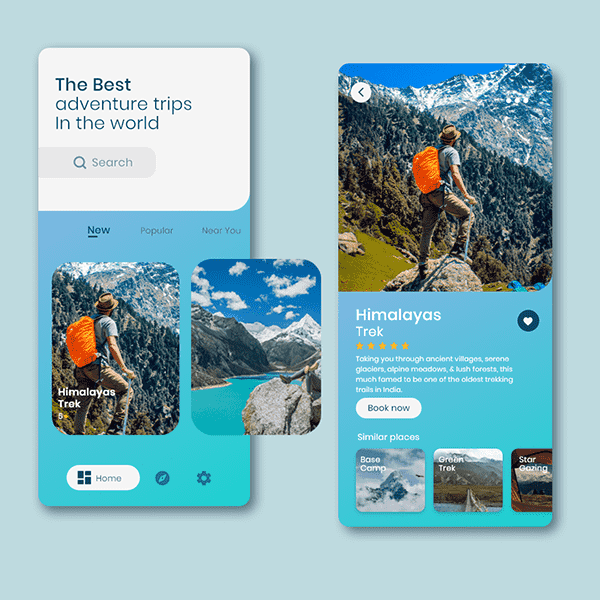 The Best
adventure trips
In the world
Search
New Popular Near You
Himalayas
Trek
Home
Himalayas
Trek
Taking you through ancient villages, serene
glaciers, alpine meadows, & lush forests, this
much famed to be one of the oldest trekking
trails in India.
Book now
Similar places
Base
Camp
Green
Trek
Star
Gazing